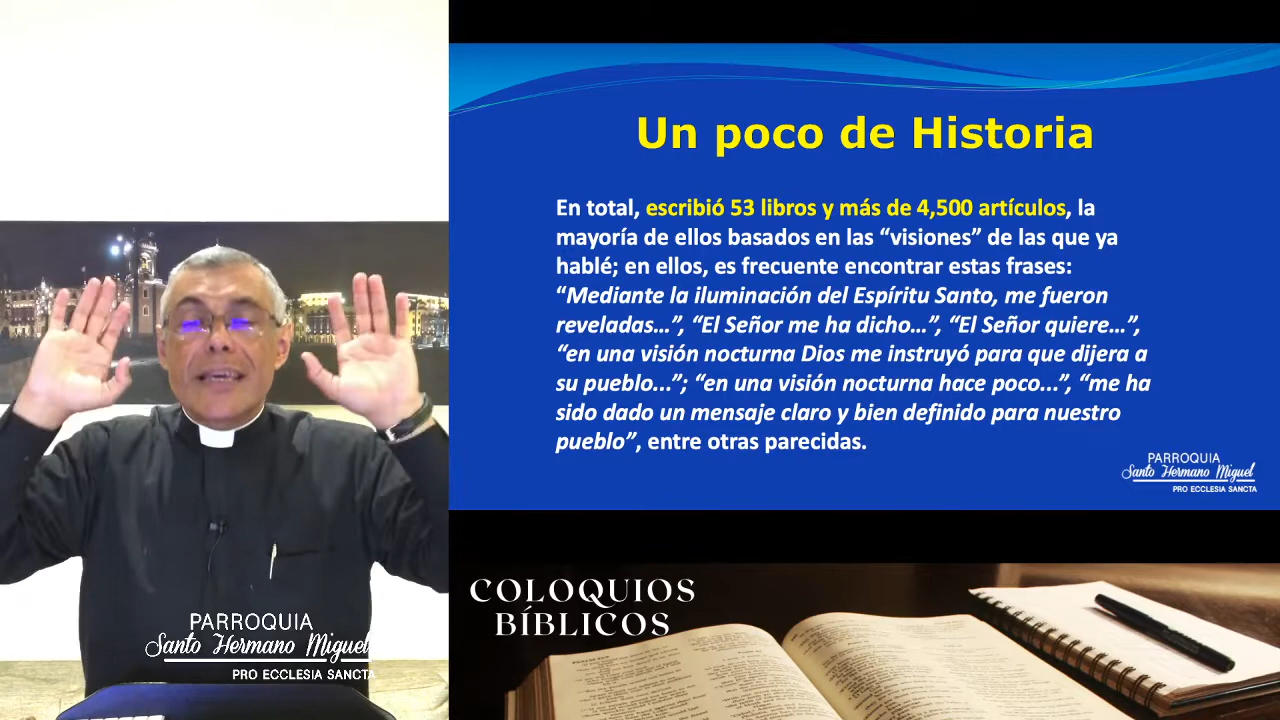 Un poco de Historia
En total, escribió 53 libros y más de 4,500 artículos, la
mayoría de ellos basados en las “visiones” de las que ya
hablé; en ellos, es frecuente encontrar estas frases:
“Mediante la iluminación del Espíritu Santo, me fueron
reveladas...”, “El Señor me ha dicho...”, “El Señor quiere...”,
“en una visión nocturna Dios me instruyó para que dijera a
su pueblo...”; “en una visión nocturna hace poco...”, “me ha
sido dado un mensaje claro y bien definido para nuestro
pueblo”, entre otras parecidas.
PARROQUIA
Santo Hermano Miguel
PRO ECCLESIA SANCTA
COLOQUIOS
BÍBLICOS
PARROQUIA
Santo Hermano Miguel
PRO ECCLESIA SANCTA